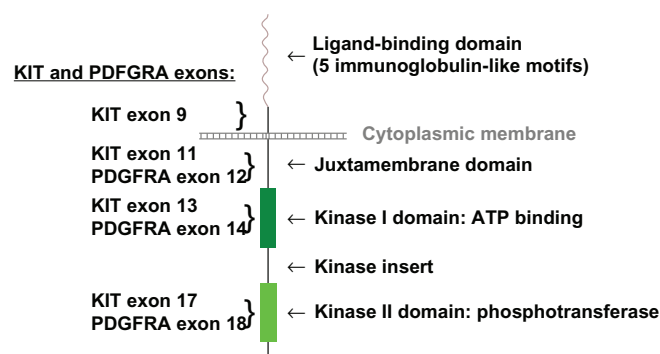 Ligand-binding domain
(5 immunoglobulin-like motifs)
KIT and PDFGRA exons:
KIT exon 9
Cytoplasmic membrane
KIT exon 11
PDGFRA exon 12
Juxtamembrane domain
KIT exon 13
PDGFRA exon 14
Kinase I domain: ATP binding
Kinase insert
KIT exon 17
PDGFRA exon 18
Kinase II domain: phosphotransferase